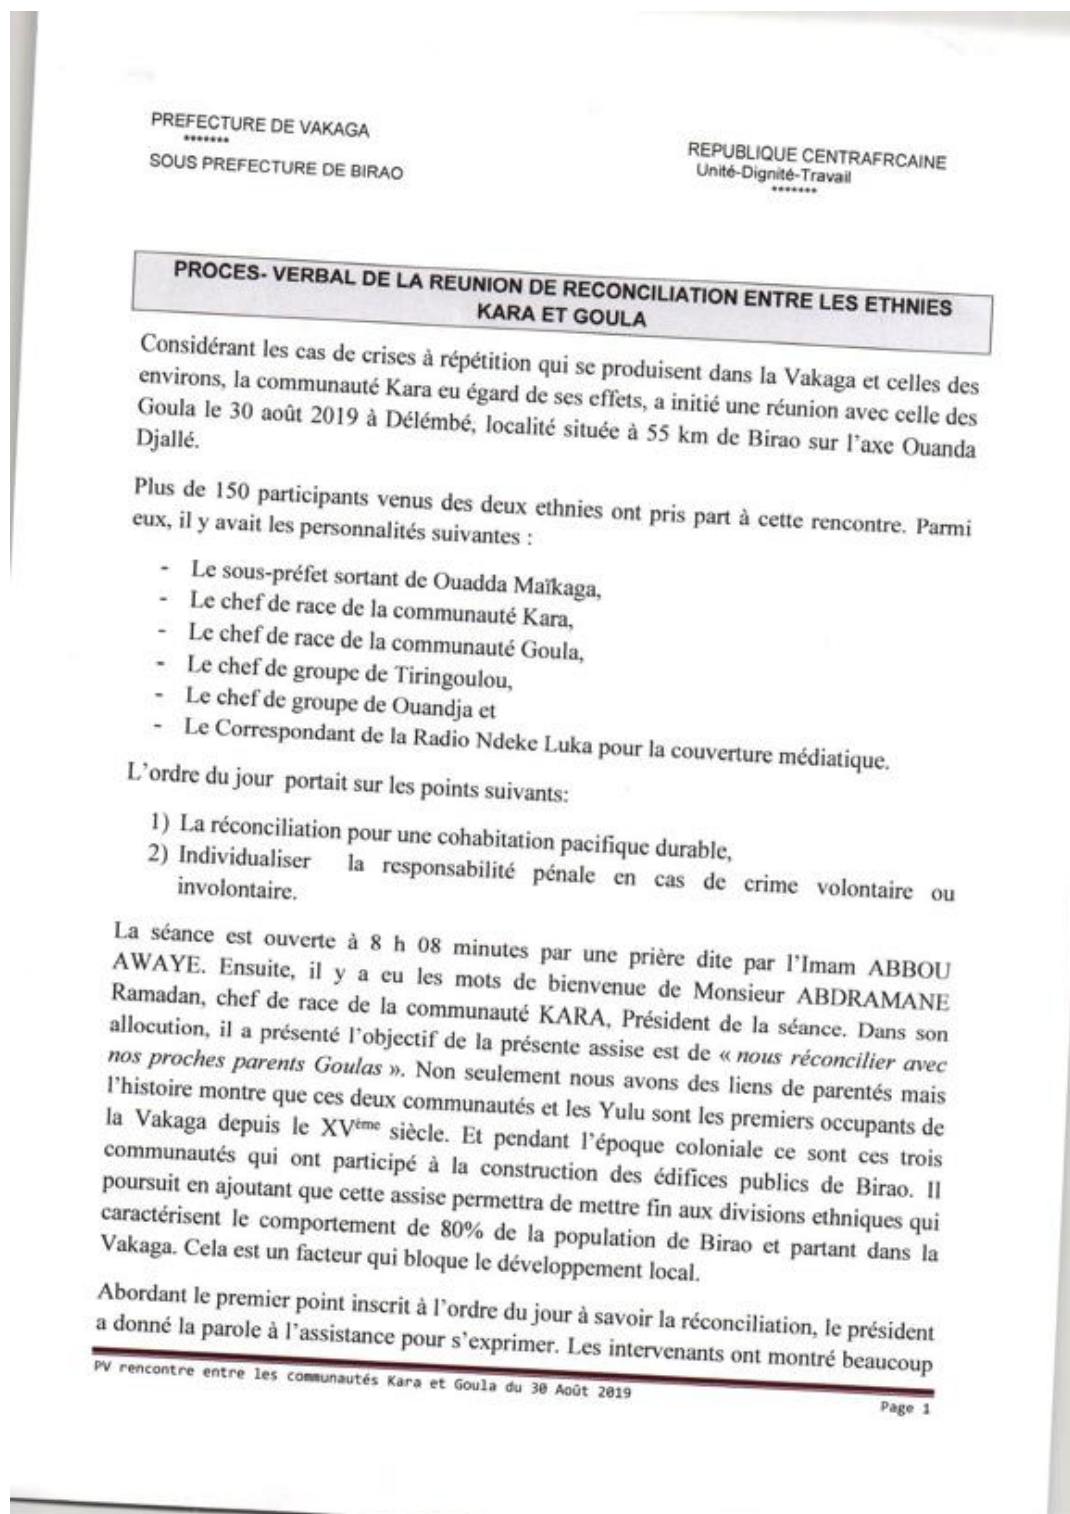 PREFECTURE DE VAKAGA
*******
SOUS PREFECTURE DE BIRAO
REPUBLIQUE CENTRAFRCAINE
Unité-Dignité-Travail
*******
PROCES- VERBAL DE LA REUNION DE RECONCILIATION ENTRE LES ETHNIES
KARA ET GOULA
Considérant les cas de crises à répétition qui se produisent dans la Vakaga et celles des
environs, la communauté Kara eu égard de ses effets, a initié une réunion avec celle des
Goula le 30 août 2019 à Délémbé, localité située à 55 km de Birao sur l'axe Ouanda
Djallé.
Plus de 150 participants venus des deux ethnies ont pris part à cette rencontre. Parmi
eux, il y avait les personnalités suivantes :
- Le sous-préfet sortant de Ouadda Maïkaga,
- Le chef de race de la communauté Kara,
- Le chef de race de la communauté Goula,
- Le chef de groupe de Tiringoulou,
- Le chef de groupe de Ouandja et
- Le Correspondant de la Radio Ndeke Luka pour la couverture médiatique.
L'ordre du jour portait sur les points suivants:
1) La réconciliation pour une cohabitation pacifique durable,
2) Individualiser la responsabilité pénale en cas de crime volontaire ou
involontaire.
La séance est ouverte à 8 h 08 minutes par une prière dite par l'Imam ABBOU
AWAYE. Ensuite, il y a eu les mots de bienvenue de Monsieur ABDRAMANE
Ramadan, chef de race de la communauté KARA, Président de la séance. Dans son
allocution, il a présenté l'objectif de la présente assise est de « nous réconcilier avec
nos proches parents Goulas ». Non seulement nous avons des liens de parentés mais
l'histoire montre que ces deux communautés et les Yulu sont les premiers occupants de
la Vakaga depuis le XVème siècle. Et pendant l'époque coloniale ce sont ces trois
communautés qui ont participé à la construction des édifices publics de Birao. Il
poursuit en ajoutant que cette assise permettra de mettre fin aux divisions ethniques qui
caractérisent le comportement de 80% de la population de Birao et partant dans la
Vakaga. Cela est un facteur qui bloque le développement local.
Abordant le premier point inscrit à l'ordre du jour à savoir la réconciliation, le président
a donné la parole à l'assistance pour s'exprimer. Les intervenants ont montré beaucoup
PV rencontre entre les communautés Kara et Goula du 30 Août 2019
Page 1